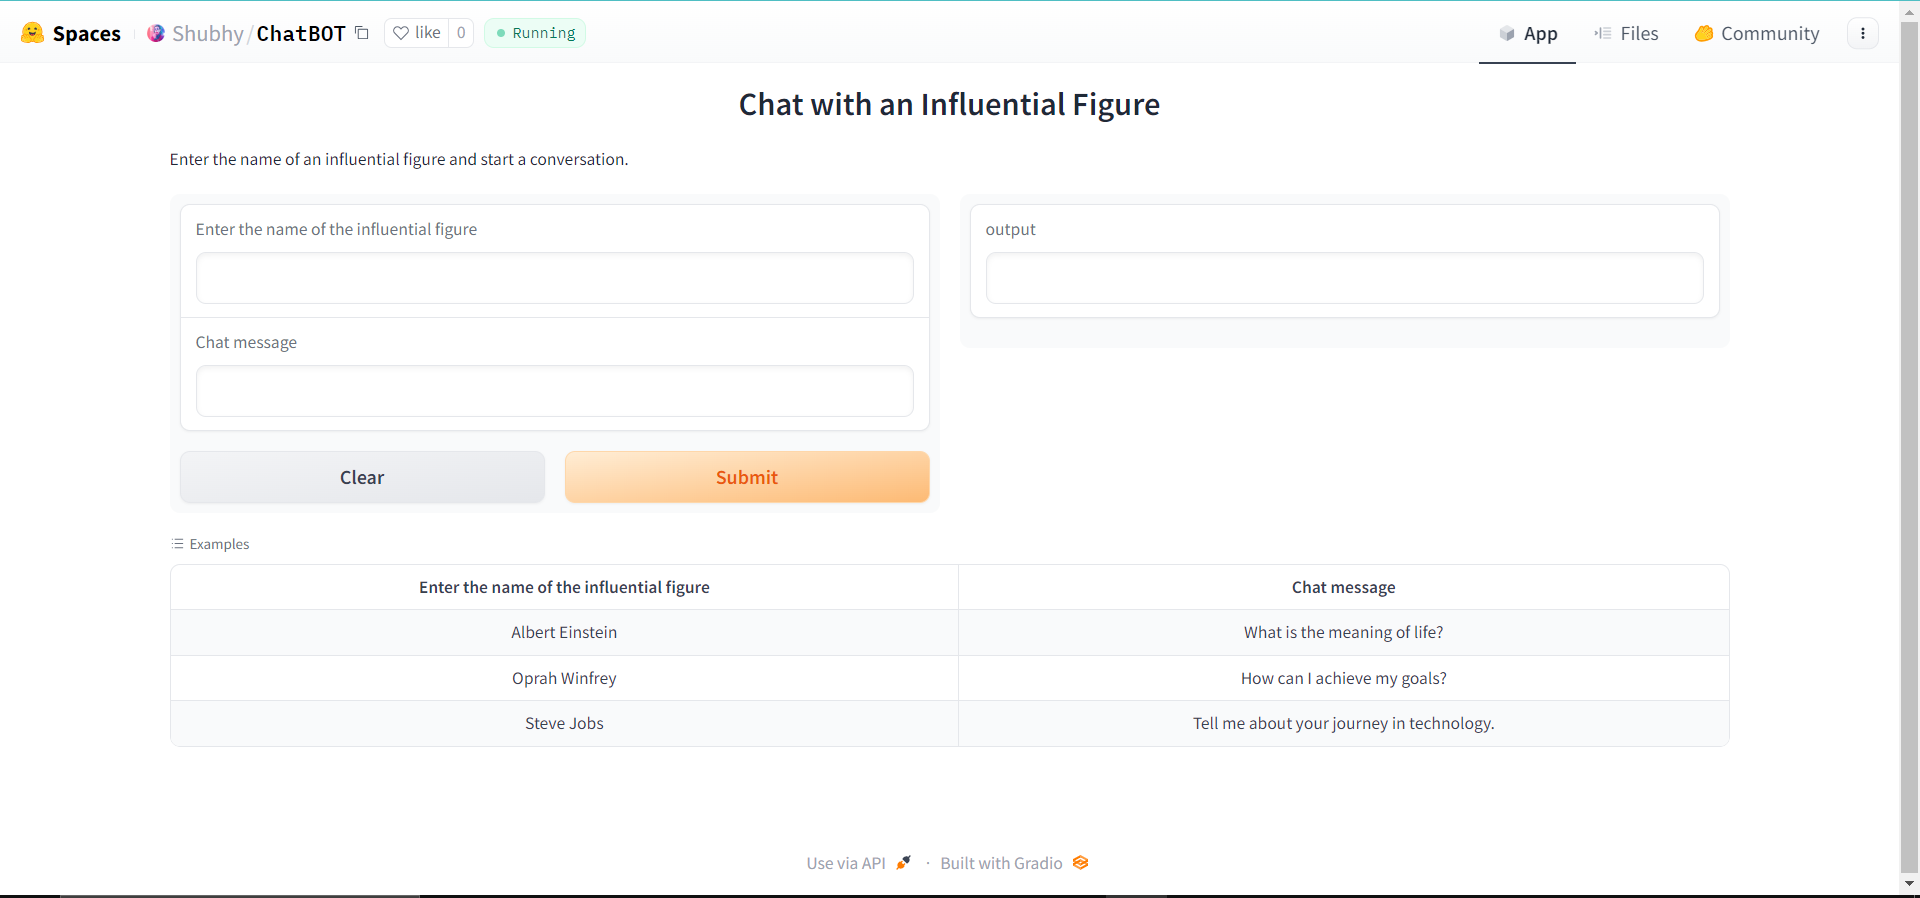 Spaces Shubhy/ChatBOT like 0 Running App Files Community
Chat with an Influential Figure
Enter the name of an influential figure and start a conversation.
Enter the name of the influential figure
output
Chat message
Clear Submit
Examples
Enter the name of the influential figure Chat message
Albert Einstein What is the meaning of life?
Oprah Winfrey How can I achieve my goals?
Steve Jobs Tell me about your journey in technology.
Use via API · Built with Gradio